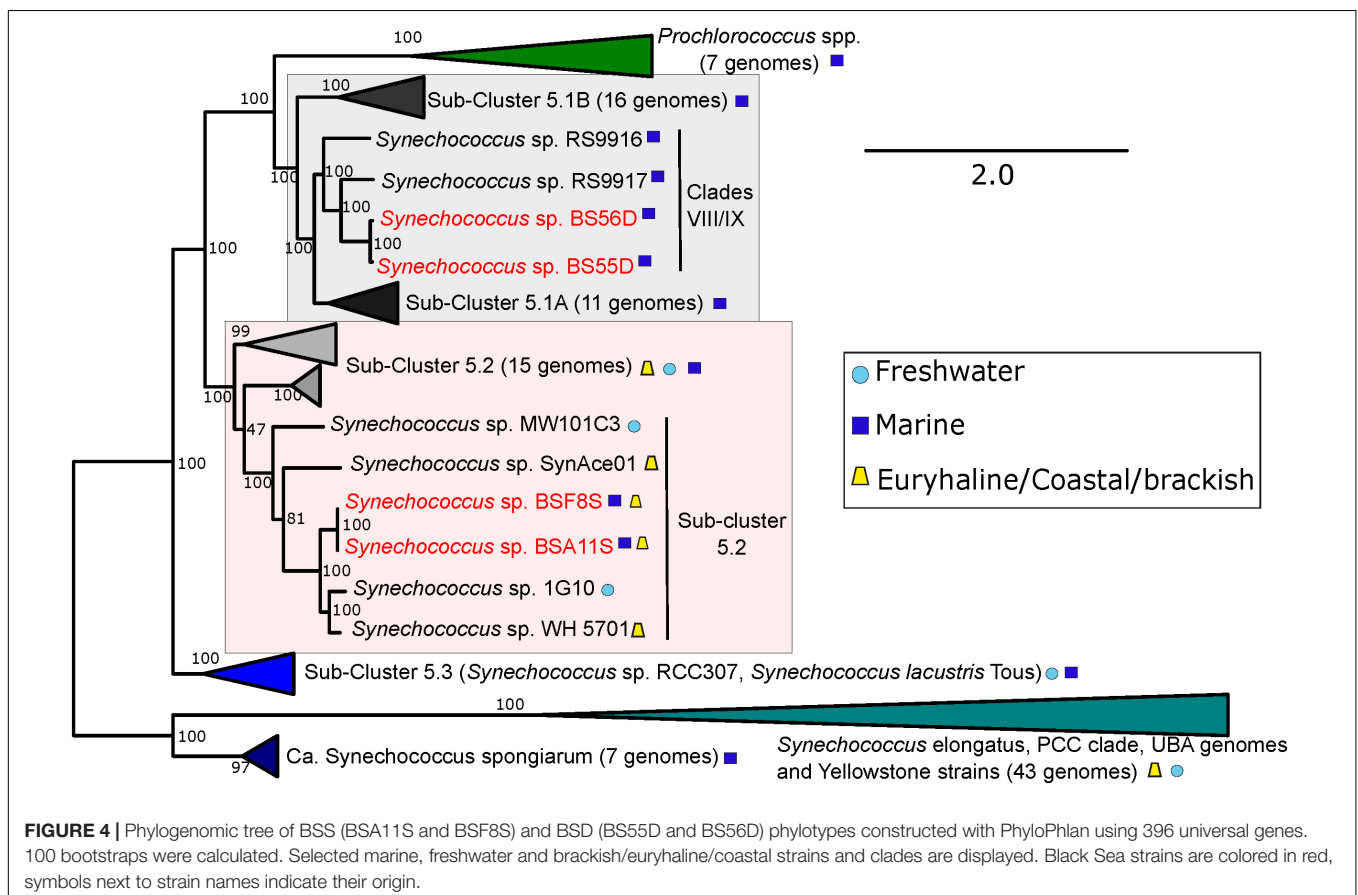 100
Prochlorococcus spp.
(7 genomes)
100
100
Sub-Cluster 5.1B (16 genomes)
Synechococcus sp. RS9916
100
100
Synechococcus sp. RS9917
Clades
VIII/IX
100
Synechococcus sp. BS56D
100
100
100
Synechococcus sp. BS55D
Sub-Cluster 5.1A (11 genomes)
2.0
99
Sub-Cluster 5.2 (15 genomes)
100
100
47
Synechococcus sp. MW101C3
100
Synechococcus sp. SynAce01
Synechococcus sp. BSF8S
81
100
Sub-cluster
5.2
Synechococcus sp. BSA11S
100
Synechococcus sp. 1G10
100
Synechococcus sp. WH 5701
100
Freshwater
Marine
Euryhaline/Coastal/brackish
100
Sub-Cluster 5.3 (Synechococcus sp. RCC307, Synechococcus lacustris Tous)
100
100
Synechococcus elongatus, PCC clade, UBA genomes
and Yellowstone strains (43 genomes)
97
Ca. Synechococcus spongiarum (7 genomes)
FIGURE 4 | Phylogenomic tree of BSS (BSA11S and BSF8S) and BSD (BS55D and BS56D) phylotypes constructed with PhyloPhlan using 396 universal genes.
100 bootstraps were calculated. Selected marine, freshwater and brackish/euryhaline/coastal strains and clades are displayed. Black Sea strains are colored in red,
symbols next to strain names indicate their origin.